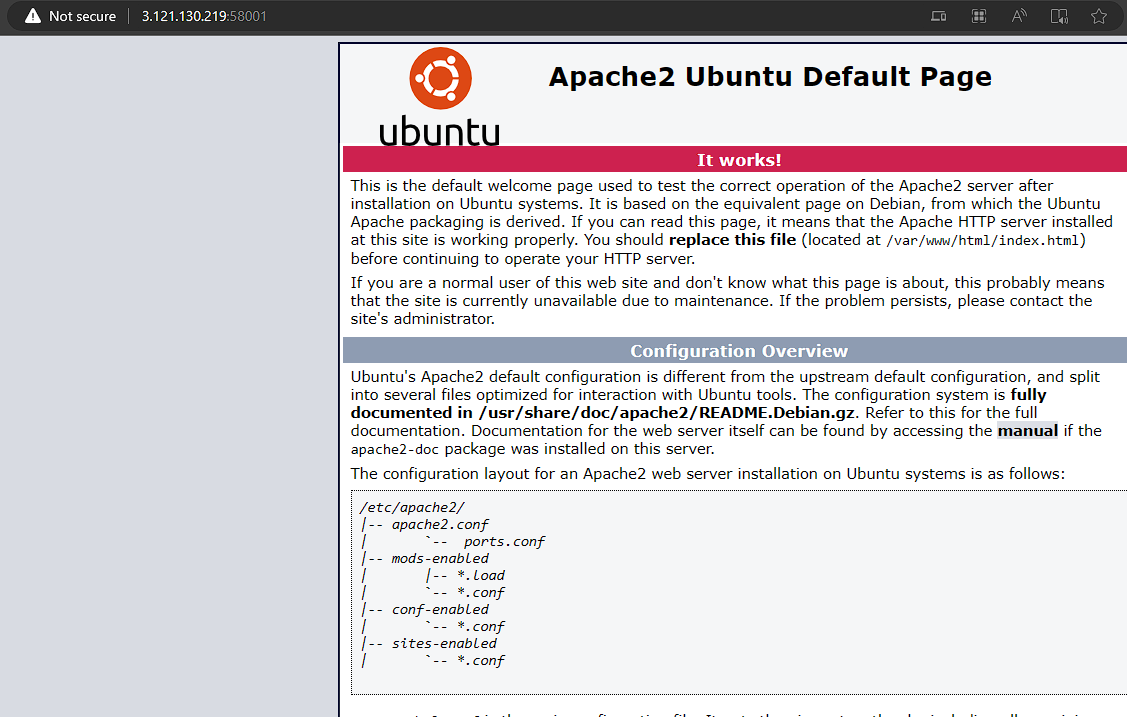 Not secure 3.121.130.219:58001
ubuntu
Apache2 Ubuntu Default Page
It works!
This is the default welcome page used to test the correct operation of the Apache2 server after
installation on Ubuntu systems. It is based on the equivalent page on Debian, from which the Ubuntu
Apache packaging is derived. If you can read this page, it means that the Apache HTTP server installed
at this site is working properly. You should replace this file (located at /var/www/html/index.html)
before continuing to operate your HTTP server.
If you are a normal user of this web site and don't know what this page is about, this probably means
that the site is currently unavailable due to maintenance. If the problem persists, please contact the
site's administrator.
Configuration Overview
Ubuntu's Apache2 default configuration is different from the upstream default configuration, and split
into several files optimized for interaction with Ubuntu tools. The configuration system is fully
documented in /usr/share/doc/apache2/README.Debian.gz. Refer to this for the full
documentation. Documentation for the web server itself can be found by accessing the manual if the
apache2-doc package was installed on this server.
The configuration layout for an Apache2 web server installation on Ubuntu systems is as follows:
/etc/apache2/
|-- apache2.conf
|       `--  ports.conf
|-- mods-enabled
|       |-- *.load
|       `-- *.conf
|-- conf-enabled
|       `-- *.conf
|-- sites-enabled
|       `-- *.conf